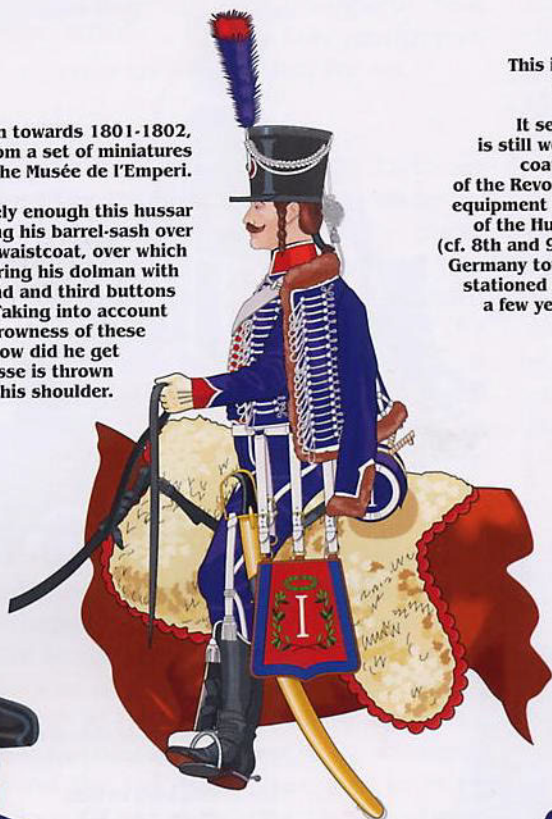 n towards 1801-1802,
om a set of miniatures
he Musée de l'Emperi.
ely enough this hussar
ng his barrel-sash over
waistcoat, over which
ring his dolman with
nd and third buttons
Taking into account
rowness of these
ow did he get
sse is thrown
his shoulder.
This i
It se
is still we
coa
of the Revo
equipment
of the Hu
(cf. 8th and 9
Germany to
stationed
a few ye
1
I